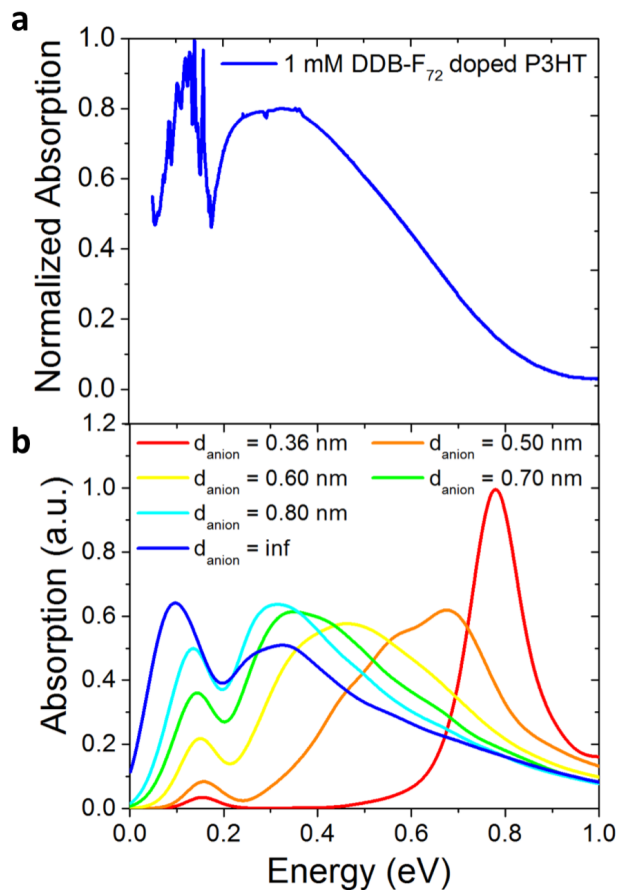 a
1 mM DDB-F72 doped P3HT
Normalized Absorption
1.0
0.8
0.6
0.4
0.2
0.0
b
1.2
1.0
0.8
0.6
0.4
0.2
0.0
Absorption (a.u.)
danion = 0.36 nm
danion = 0.50 nm
danion = 0.60 nm
danion = 0.70 nm
danion = 0.80 nm
danion = inf
0.0 0.2 0.4 0.6 0.8 1.0
Energy (eV)